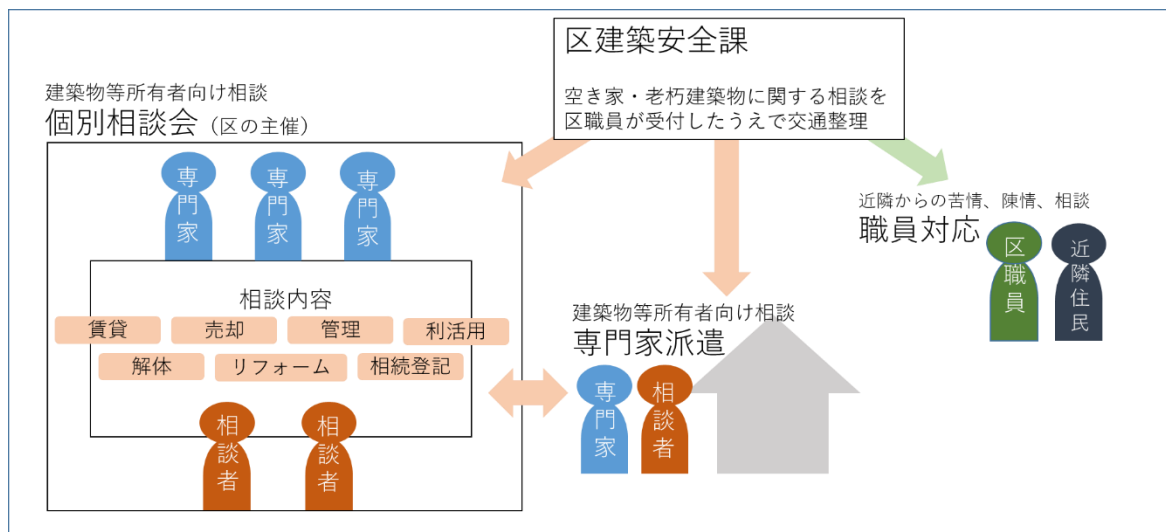 区建築安全課
空き家・老朽建築物に関する相談を
区職員が受付したうえで交通整理
建築物等所有者向け相談
個別相談会（区の主催）
専門家
専門家
専門家
相談内容
賃貸
売却
管理
利活用
解体
リフォーム
相続登記
相談者
相談者
建築物等所有者向け相談
専門家派遣
専門家
相談者
近隣からの苦情、陳情、相談
職員対応
区職員
近隣住民